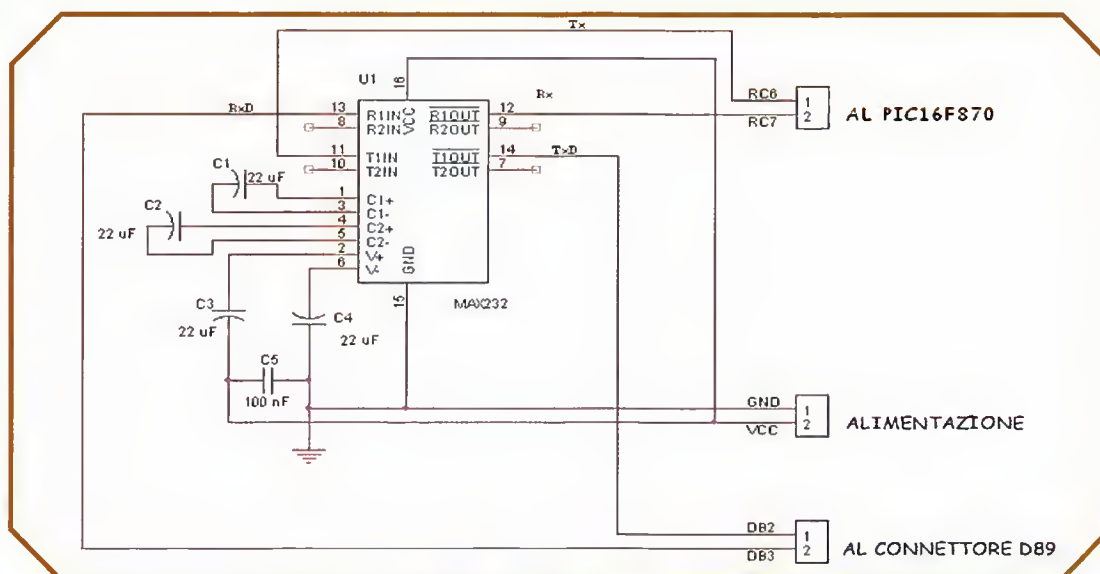 Tx
U1
16
RC6
1
RxD
13
R1IN
VCC
R1OUT
12
Rx
RC7
2
AL PIC16F870
8
R2IN
R2OUT
9
11
T1IN
T1OUT
14
TxD
10
T2IN
T2OUT
7
C1
22 uF
1
C1+
3
C1-
C2
22 uF
4
C2+
5
C2-
2
V+
6
V-
GND
15
MAX232
C3
22 uF
C4
22 uF
C5
100 nF
GND
1
VCC
2
ALIMENTAZIONE
DB2
1
DB3
2
AL CONNETTORE DB9